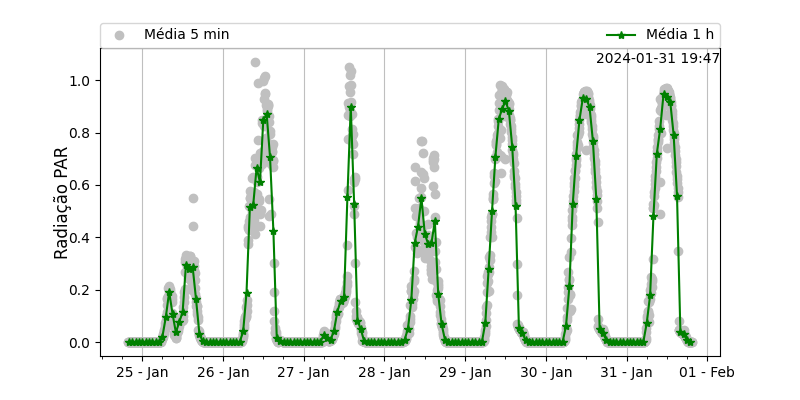 Média 5 min
Média 1 h
2024-01-31 19:47
Radiação PAR
1.0
0.8
0.6
0.4
0.2
0.0
25 - Jan
26 - Jan
27 - Jan
28 - Jan
29 - Jan
30 - Jan
31 - Jan
01 - Feb